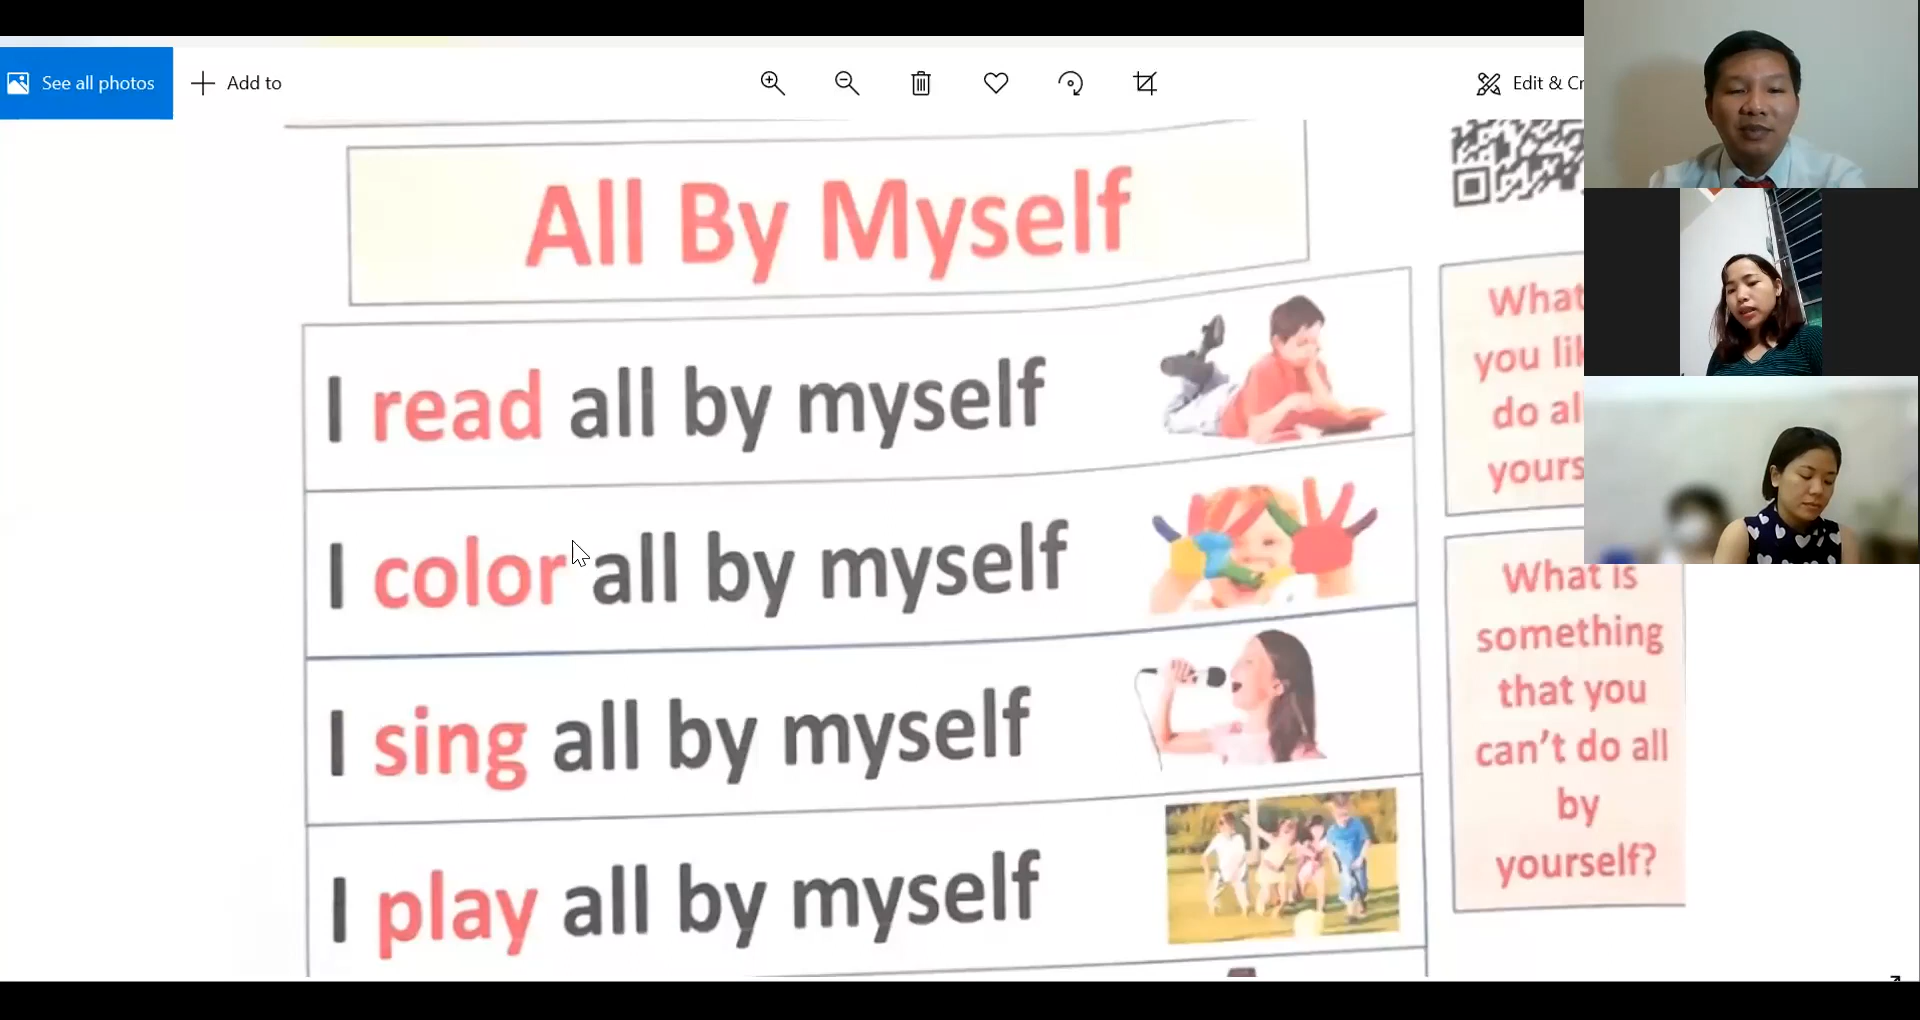 See all photos
Add to
Edit & Cr
All By Myself
I read all by myself
I color all by myself
I sing all by myself
I play all by myself
What
you lik
do al
yours
What is
something
that you
can't do all
by
yourself?